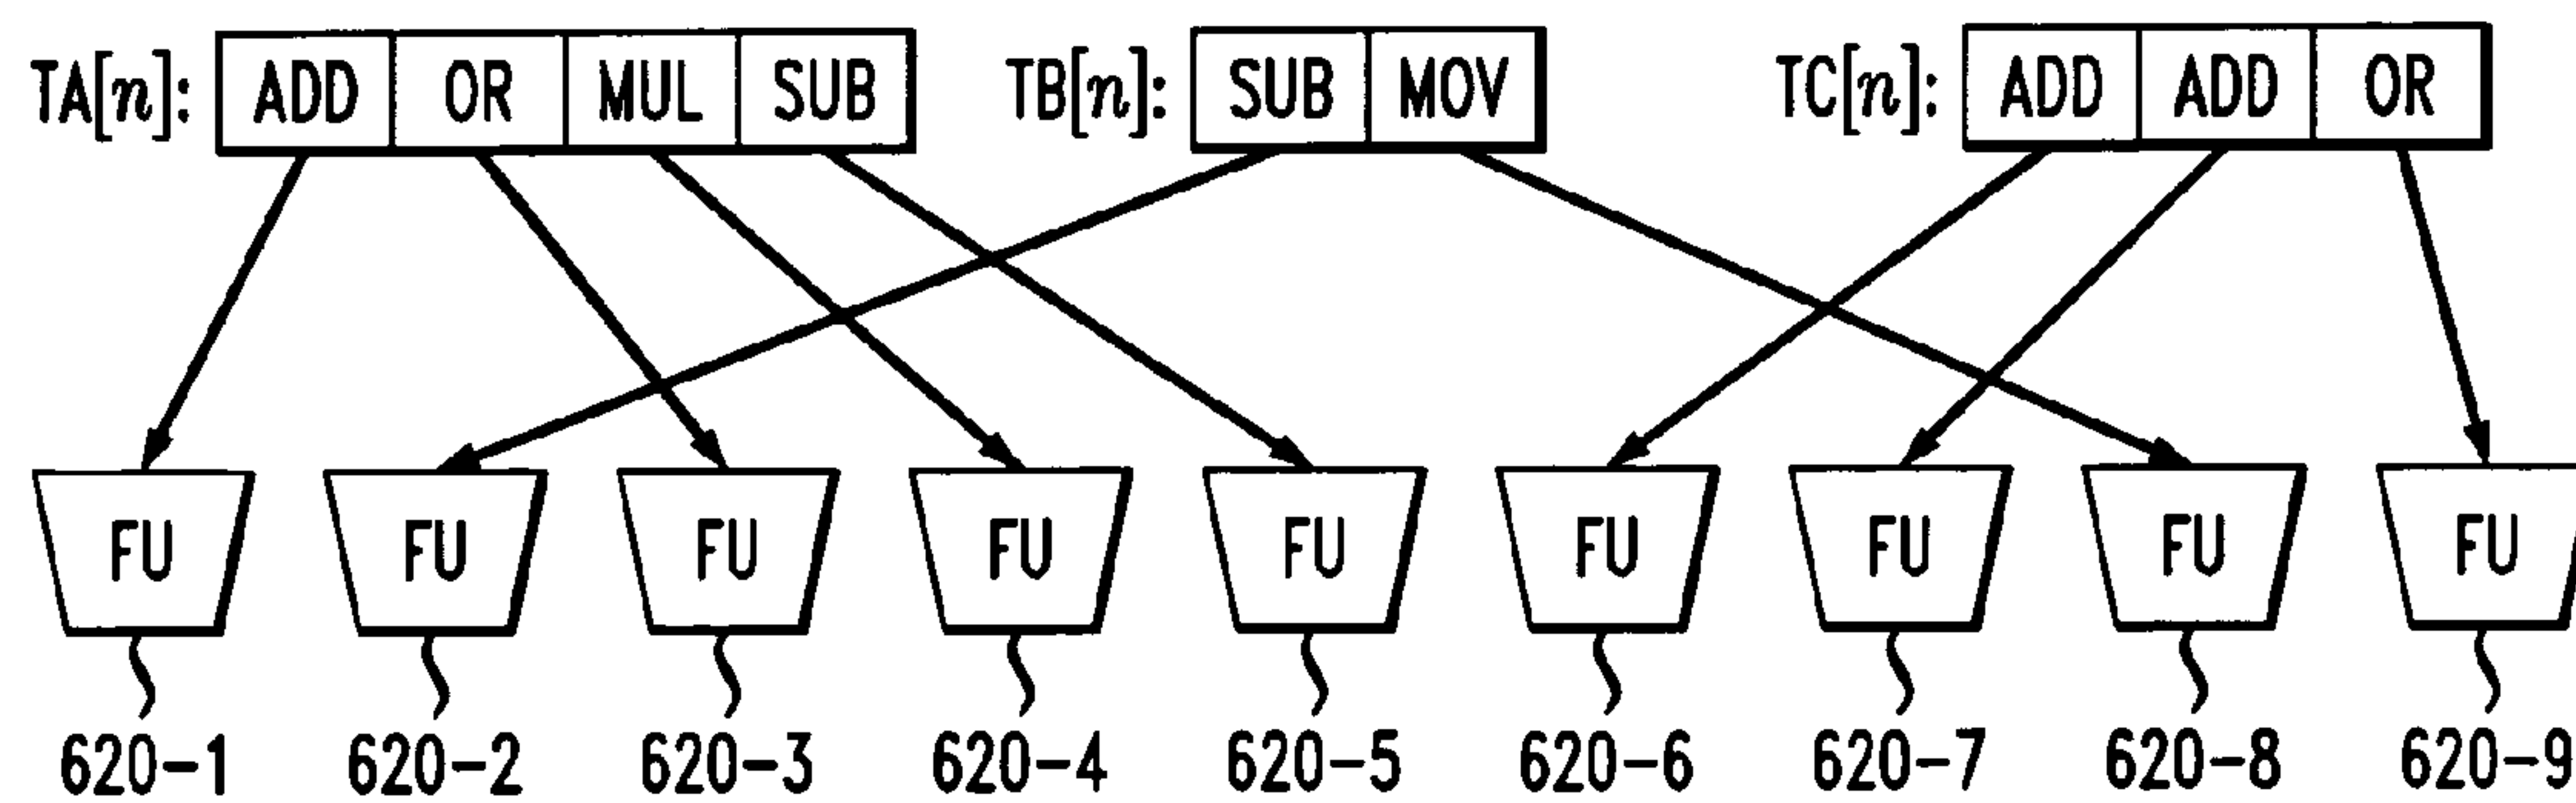 TA[n]: ADD OR MUL SUB TB[n]: SUB MOV TC[n]: ADD ADD OR
FU FU FU FU FU FU FU FU FU
620-1 620-2 620-3 620-4 620-5 620-6 620-7 620-8 620-9